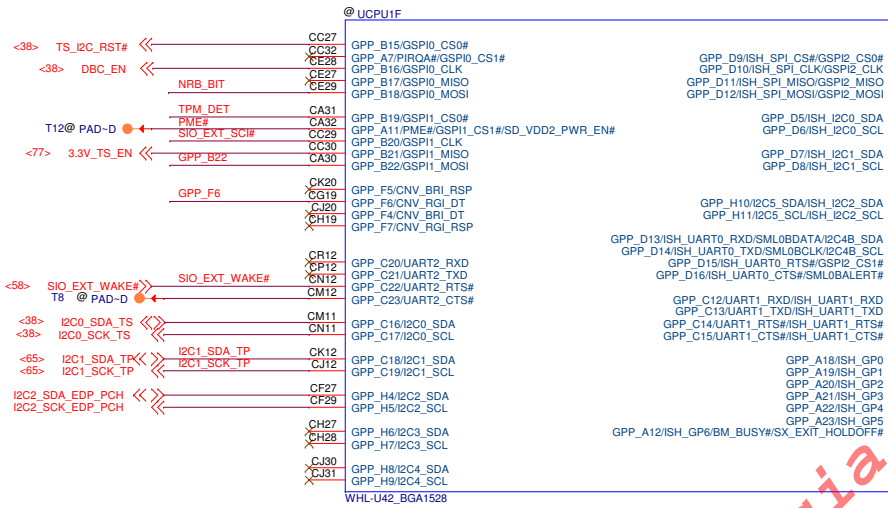 @ UCPU1F
<38> TS_I2C_RST# CC27 GPP_B15/GSPI0_CS0#
CC32 GPP_A7/PIRQA#/GSPI0_CS1# GPP_D9/ISH_SPI_CS#/GSPI2_CS0#
<38> DBC_EN CE28 GPP_B16/GSPI0_CLK GPP_D10/ISH_SPI_CLK/GSPI2_CLK
CE27 GPP_B17/GSPI0_MISO GPP_D11/ISH_SPI_MISO/GSPI2_MISO
NRB_BIT CE29 GPP_B18/GSPI0_MOSI GPP_D12/ISH_SPI_MOSI/GSPI2_MOSI
TPM_DET CA31 GPP_B19/GSPI1_CS0# GPP_D5/ISH_I2C0_SDA
T12@ PAD~D PME# CA32 GPP_A11/PME#/GSPI1_CS1#/SD_VDD2_PWR_EN# GPP_D6/ISH_I2C0_SCL
SIO_EXT_SCI# CC29 GPP_B20/GSPI1_CLK
<77> 3.3V_TS_EN CC30 GPP_B21/GSPI1_MISO GPP_D7/ISH_I2C1_SDA
GPP_B22 CA30 GPP_B22/GSPI1_MOSI GPP_D8/ISH_I2C1_SCL
CK20 GPP_F5/CNV_BRI_RSP
GPP_F6 CG19 GPP_F6/CNV_RGI_DT GPP_H10/I2C5_SDA/ISH_I2C2_SDA
CJ20 GPP_F4/CNV_BRI_DT GPP_H11/I2C5_SCL/ISH_I2C2_SCL
CH19 GPP_F7/CNV_RGI_RSP
GPP_D13/ISH_UART0_RXD/SML0BDATA/I2C4B_SDA
GPP_D14/ISH_UART0_TXD/SML0BCLK/I2C4B_SCL
CR12 GPP_C20/UART2_RXD GPP_D15/ISH_UART0_RTS#/GSPI2_CS1#
CP12 GPP_C21/UART2_TXD GPP_D16/ISH_UART0_CTS#/SML0BALERT#
<58> SIO_EXT_WAKE# SIO_EXT_WAKE# CN12 GPP_C22/UART2_RTS#
T8 @ PAD~D CM12 GPP_C23/UART2_CTS# GPP_C12/UART1_RXD/ISH_UART1_RXD
GPP_C13/UART1_TXD/ISH_UART1_TXD
<38> I2C0_SDA_TS CM11 GPP_C16/I2C0_SDA GPP_C14/UART1_RTS#/ISH_UART1_RTS#
<38> I2C0_SCK_TS CN11 GPP_C17/I2C0_SCL GPP_C15/UART1_CTS#/ISH_UART1_CTS#
<65> I2C1_SDA_TP I2C1_SDA_TP CK12 GPP_C18/I2C1_SDA GPP_A18/ISH_GP0
<65> I2C1_SCK_TP I2C1_SCK_TP CJ12 GPP_C19/I2C1_SCL GPP_A19/ISH_GP1
GPP_A20/ISH_GP2
I2C2_SDA_EDP_PCH CF27 GPP_H4/I2C2_SDA GPP_A21/ISH_GP3
I2C2_SCK_EDP_PCH CF29 GPP_H5/I2C2_SCL GPP_A22/ISH_GP4
GPP_A23/ISH_GP5
CH27 GPP_H6/I2C3_SDA GPP_A12/ISH_GP6/BM_BUSY#/SX_EXIT_HOLDOFF#
CH28 GPP_H7/I2C3_SCL
CJ30 GPP_H8/I2C4_SDA
CJ31 GPP_H9/I2C4_SCL
WHL-U42_BGA1528